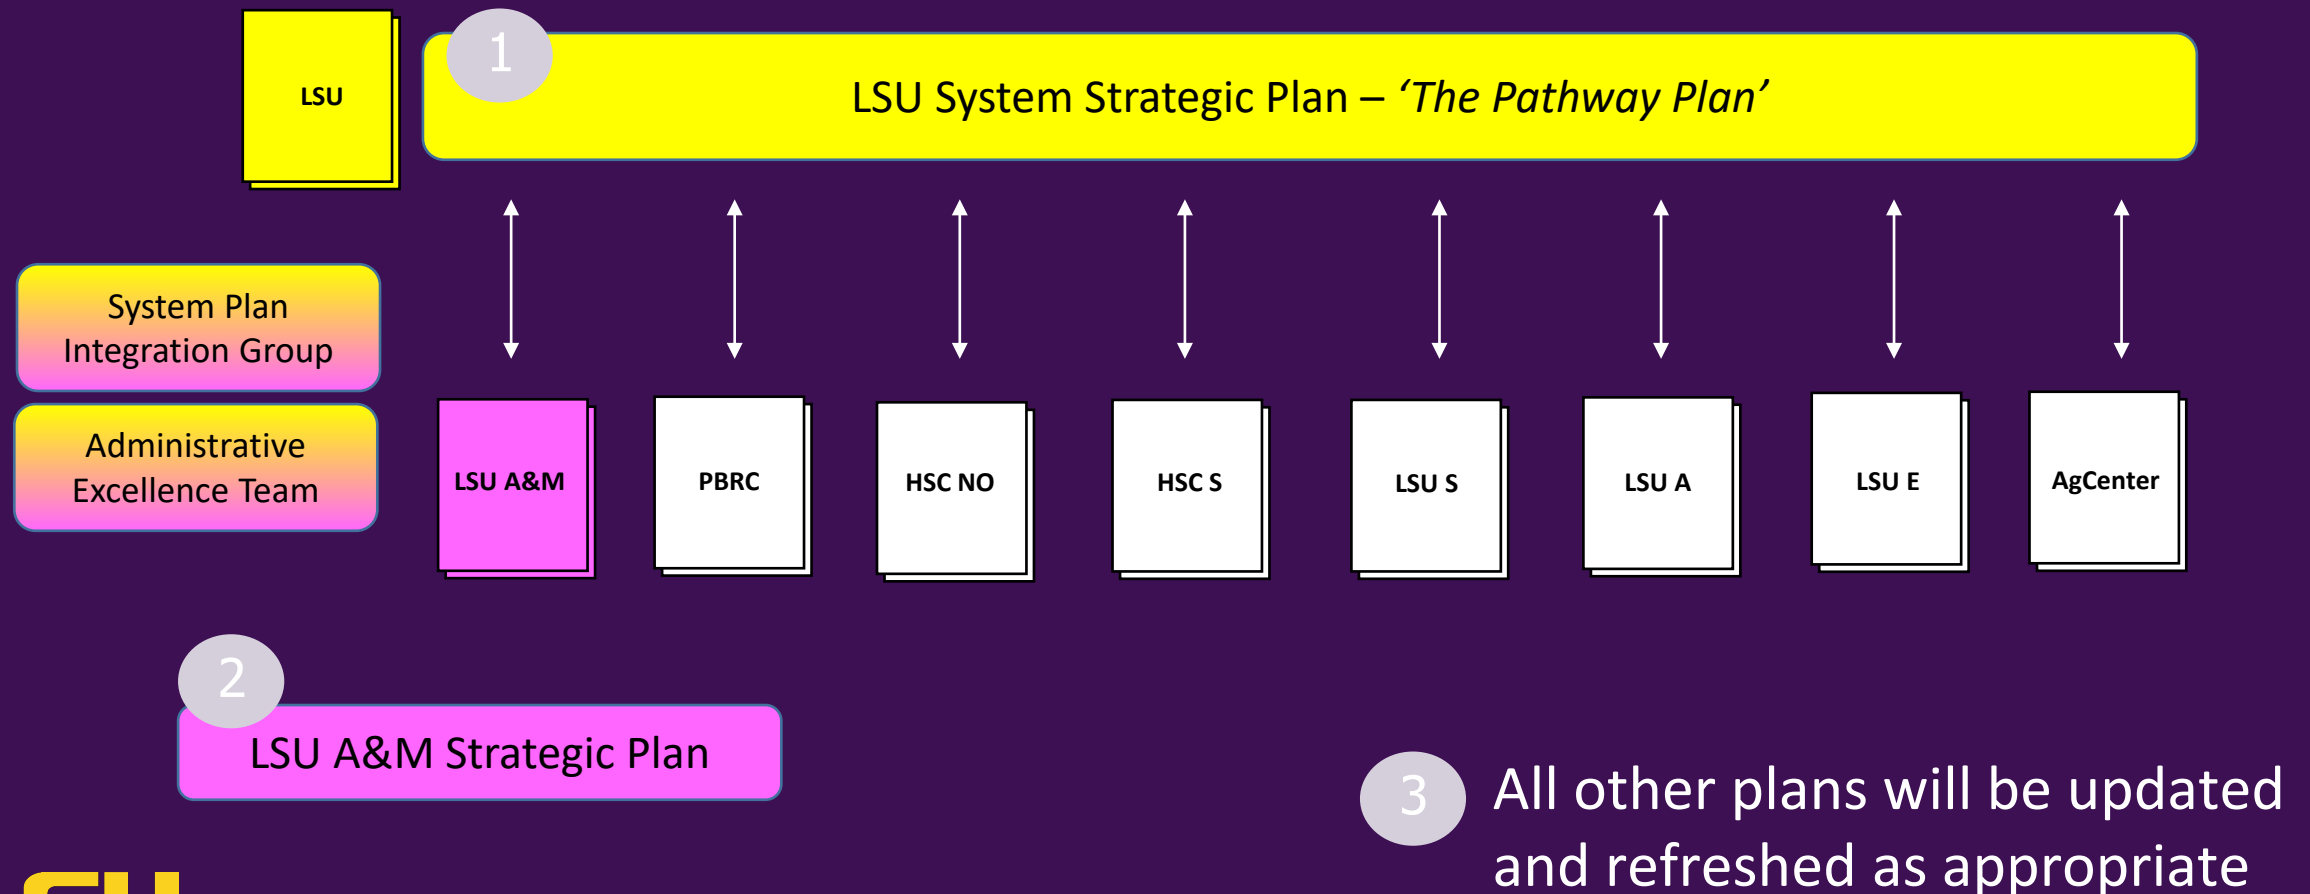 LSU
1
LSU System Strategic Plan – ‘The Pathway Plan’
System Plan
Integration Group
Administrative
Excellence Team
LSU A&M
PBRC
HSC NO
HSC S
LSU S
LSU A
LSU E
AgCenter
2
LSU A&M Strategic Plan
3
All other plans will be updated
and refreshed as appropriate